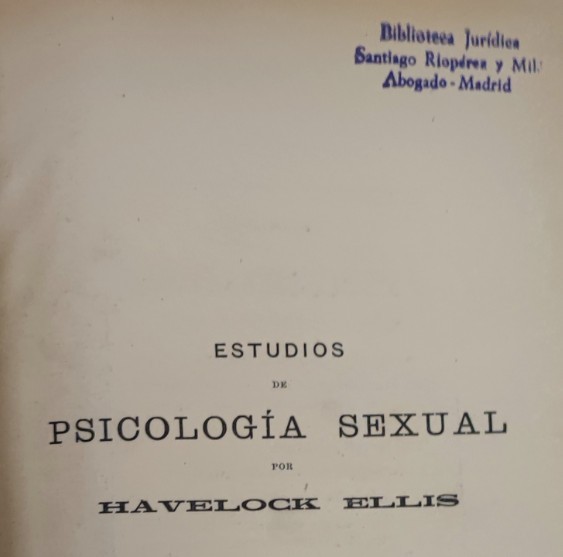 Biblioteca Jurídica
Santiago Riopérez y Mil.
Abogado - Madrid
ESTUDIOS
DE
PSICOLOGÍA SEXUAL
POR
HAVELOCK ELLIS